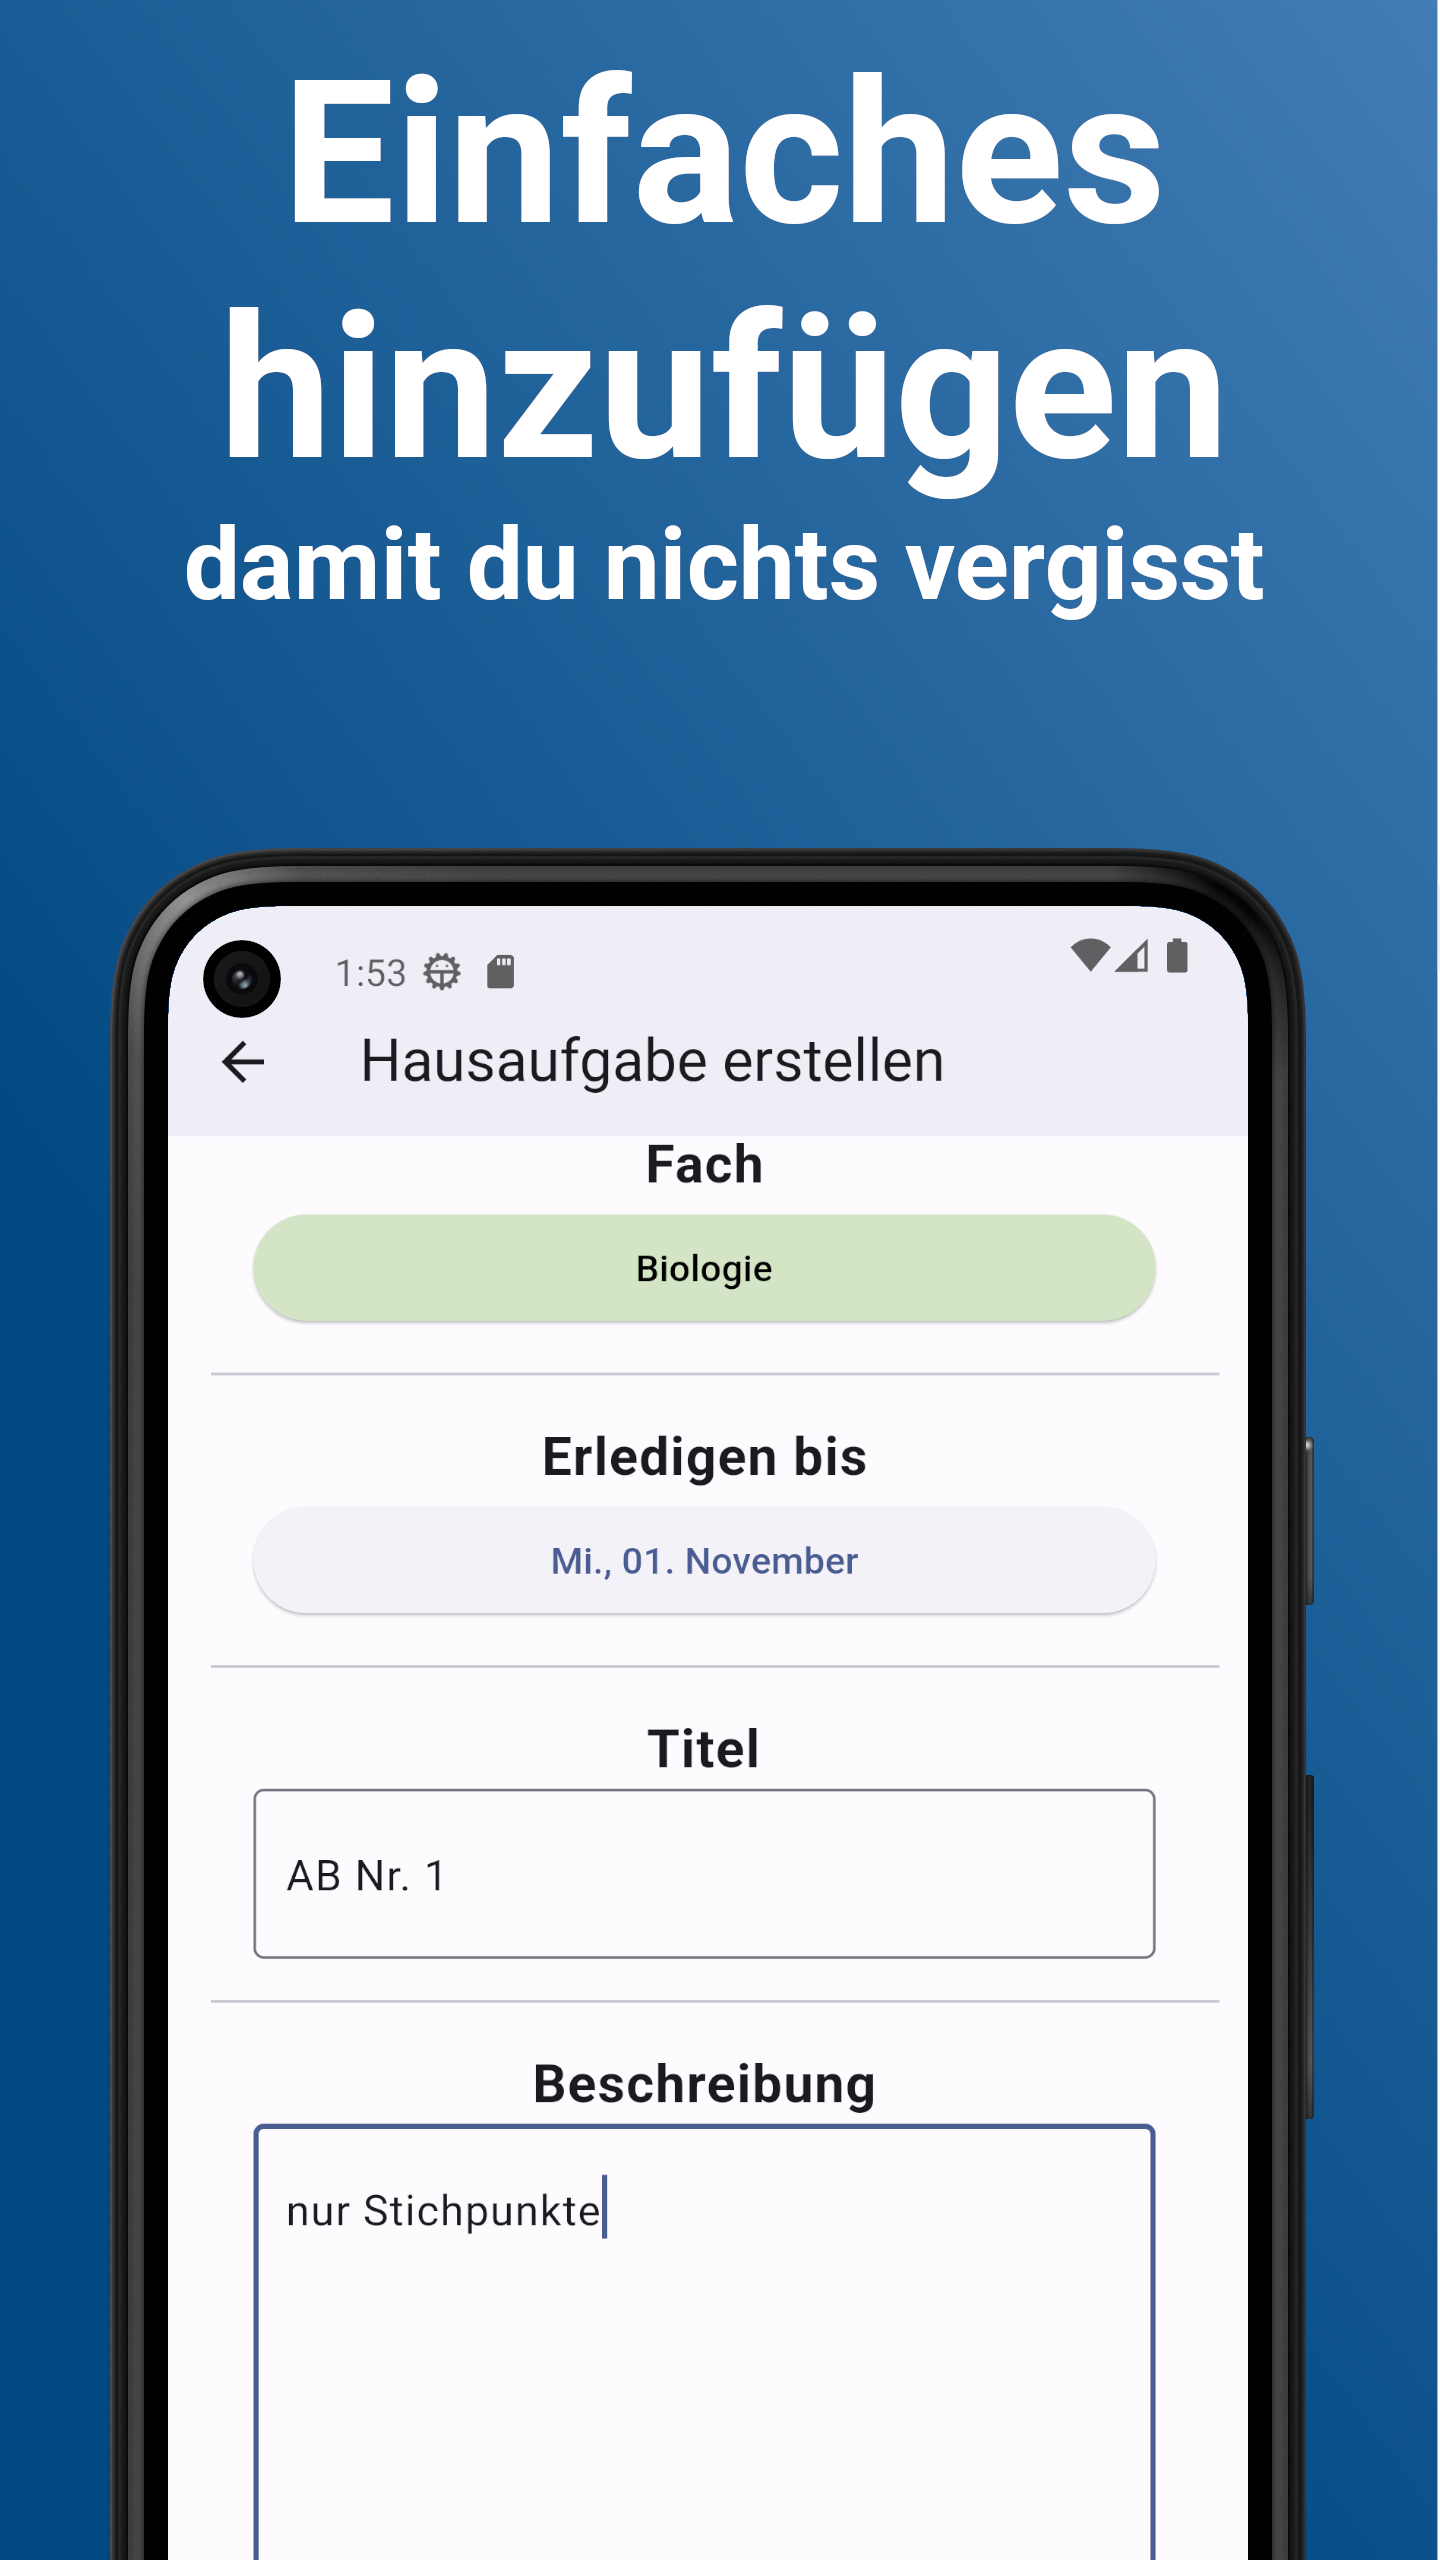 Einfaches
hinzufügen
damit du nichts vergisst
1:53
Hausaufgabe erstellen
Fach
Biologie
Erledigen bis
Mi., 01. November
Titel
AB Nr. 1
Beschreibung
nur Stichpunkte